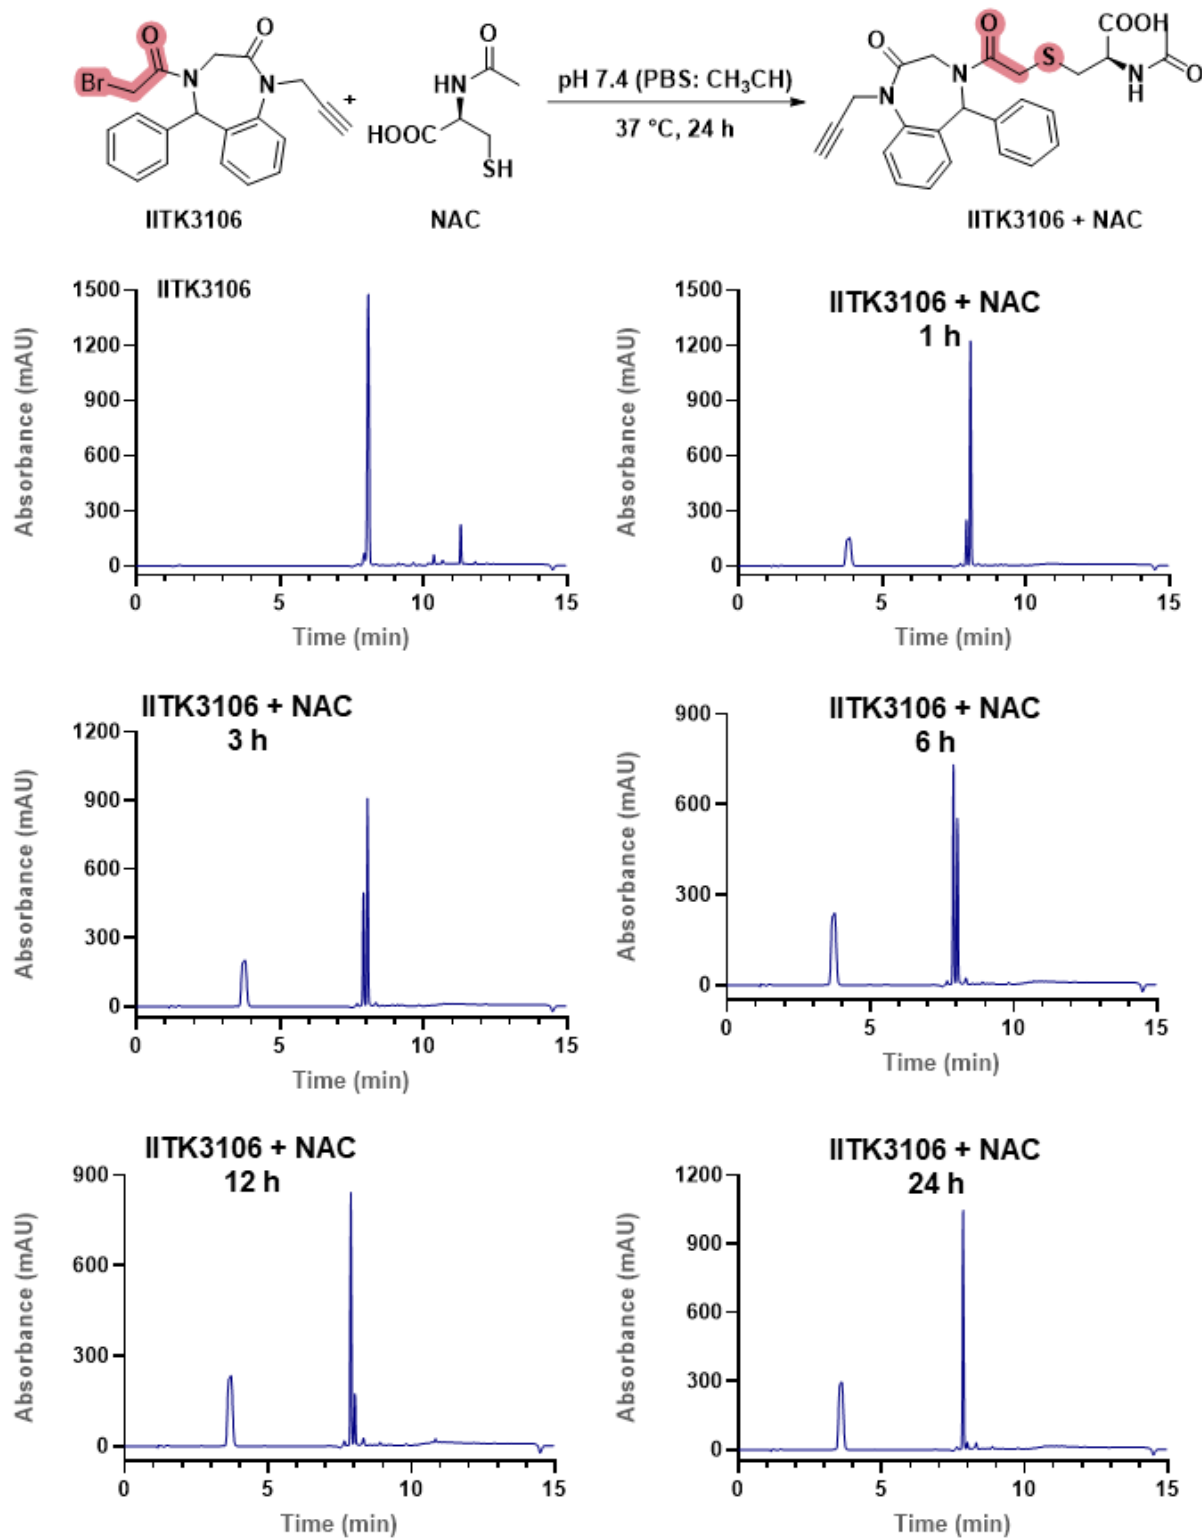 O
O
Br
N
N
+
O
HN
HOOC
SH
pH 7.4 (PBS: CH₃CH)
37 °C, 24 h
O
O
COOH
S
N
N
N
H
O
IITK3106
NAC
IITK3106 + NAC
IITK3106
Absorbance (mAU)
1500
1200
900
600
300
0
0
5
10
15
Time (min)
IITK3106 + NAC
1 h
Absorbance (mAU)
1500
1200
900
600
300
0
0
5
10
15
Time (min)
IITK3106 + NAC
3 h
Absorbance (mAU)
1200
900
600
300
0
0
5
10
15
Time (min)
IITK3106 + NAC
6 h
Absorbance (mAU)
900
600
300
0
0
5
10
15
Time (min)
IITK3106 + NAC
12 h
Absorbance (mAU)
900
600
300
0
0
5
10
15
Time (min)
IITK3106 + NAC
24 h
Absorbance (mAU)
1200
900
600
300
0
0
5
10
15
Time (min)